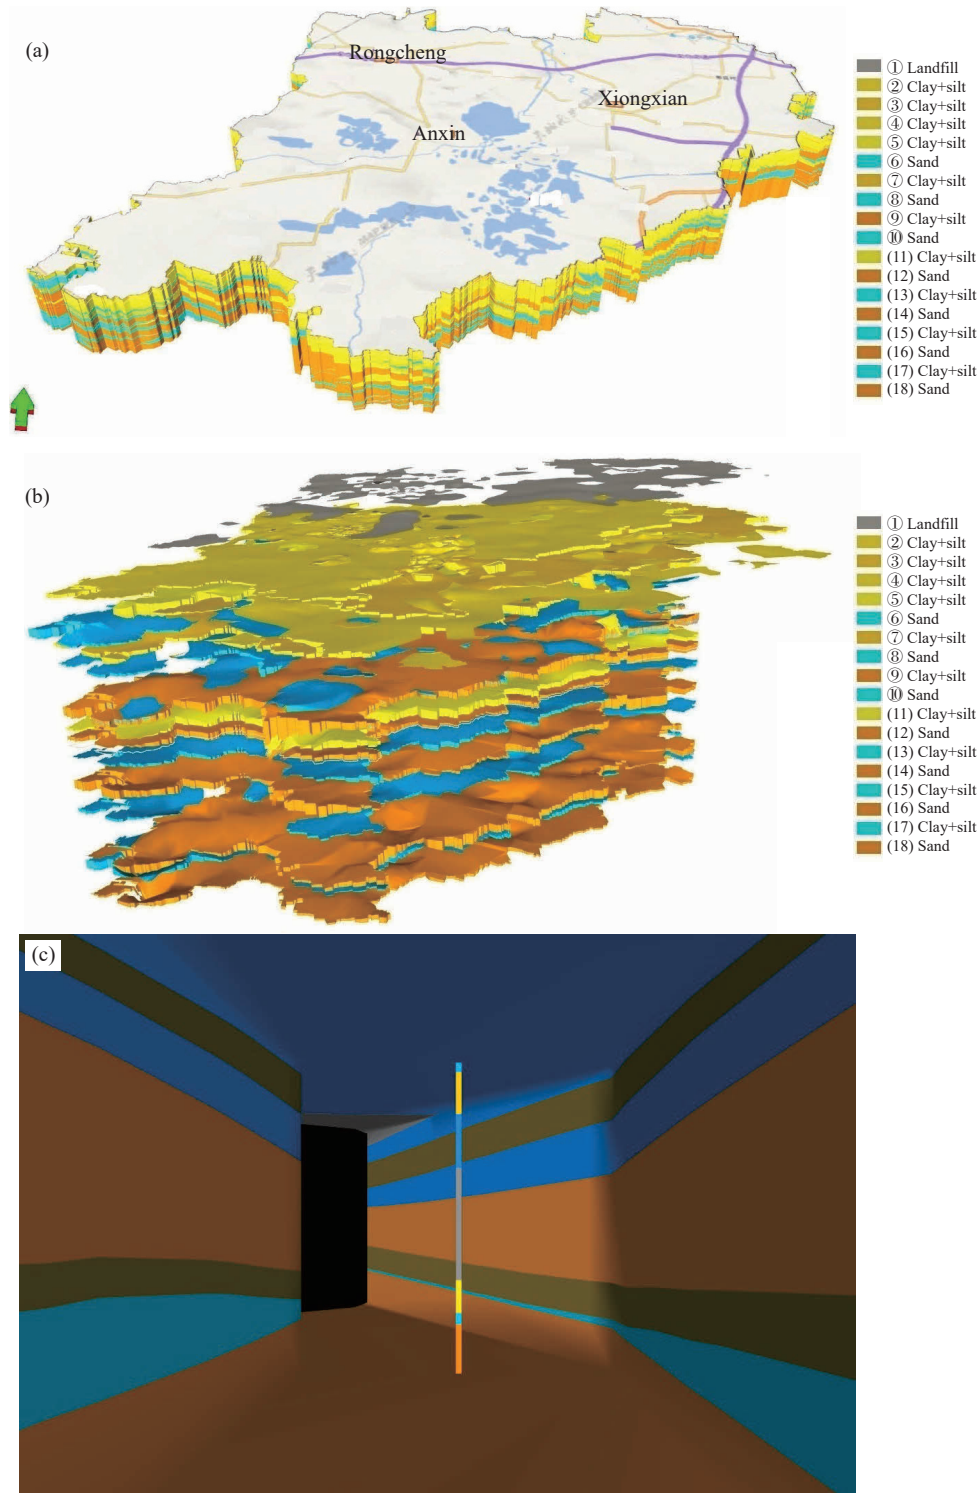 (a)
Rongcheng
Xiongxian
Anxin
① Landfill
② Clay+silt
③ Clay+silt
④ Clay+silt
⑤ Clay+silt
⑥ Sand
⑦ Clay+silt
⑧ Sand
⑨ Clay+silt
⑩ Sand
(11) Clay+silt
(12) Sand
(13) Clay+silt
(14) Sand
(15) Clay+silt
(16) Sand
(17) Clay+silt
(18) Sand
(b)
① Landfill
② Clay+silt
③ Clay+silt
④ Clay+silt
⑤ Clay+silt
⑥ Sand
⑦ Clay+silt
⑧ Sand
⑨ Clay+silt
⑩ Sand
(11) Clay+silt
(12) Sand
(13) Clay+silt
(14) Sand
(15) Clay+silt
(16) Sand
(17) Clay+silt
(18) Sand
(c)